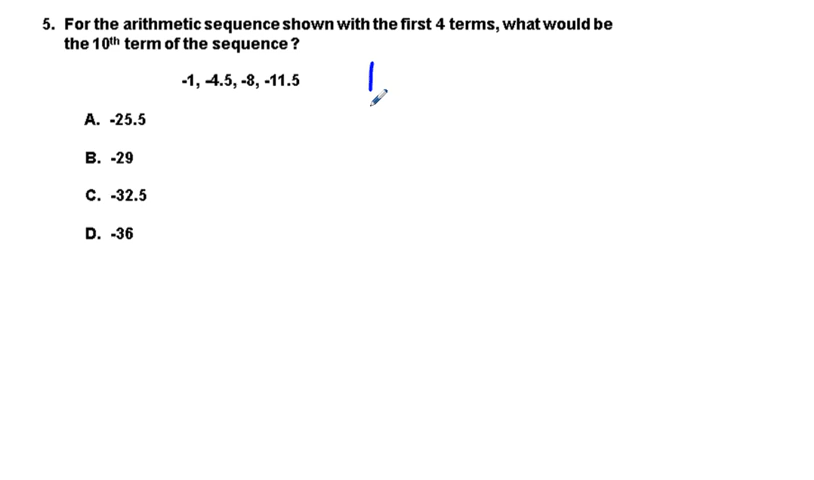 5. For the arithmetic sequence shown with the first 4 terms, what would be
the 10th term of the sequence?
-1, -4.5, -8, -11.5
A. -25.5
B. -29
C. -32.5
D. -36